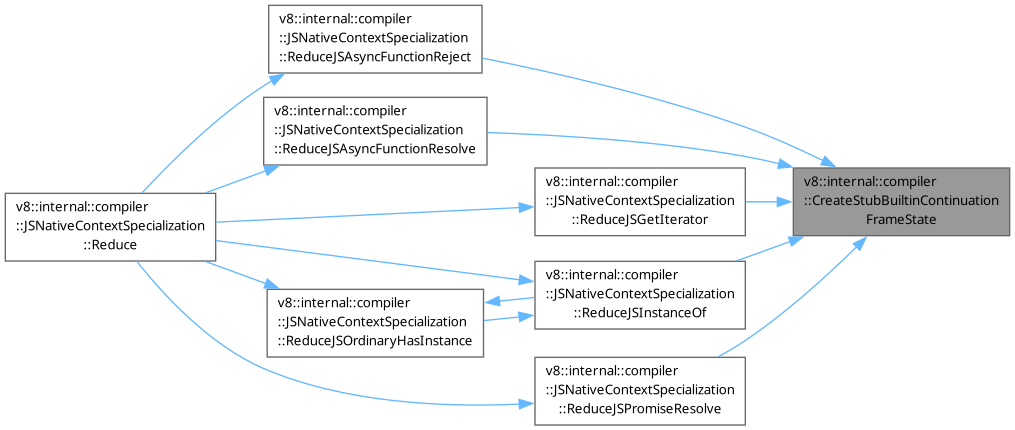 v8::internal::compiler
::JSNativeContextSpecialization
::ReduceJSAsyncFunctionReject
v8::internal::compiler
::JSNativeContextSpecialization
::ReduceJSAsyncFunctionResolve
v8::internal::compiler
::JSNativeContextSpecialization
::ReduceJSGetIterator
v8::internal::compiler
::CreateStubBuiltinContinuation
FrameState
v8::internal::compiler
::JSNativeContextSpecialization
::Reduce
v8::internal::compiler
::JSNativeContextSpecialization
::ReduceJSInstanceOf
v8::internal::compiler
::JSNativeContextSpecialization
::ReduceJSOrdinaryHasInstance
v8::internal::compiler
::JSNativeContextSpecialization
::ReduceJSPromiseResolve